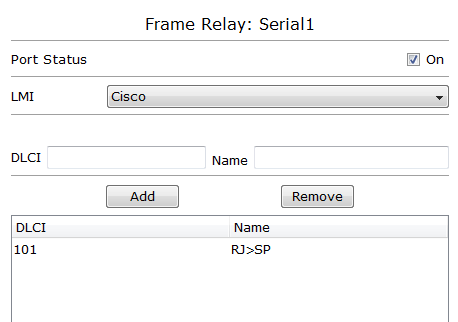 Frame Relay: Serial1
Port Status On
LMI Cisco
DLCI Name
Add Remove
DLCI Name
101 RJ>SP